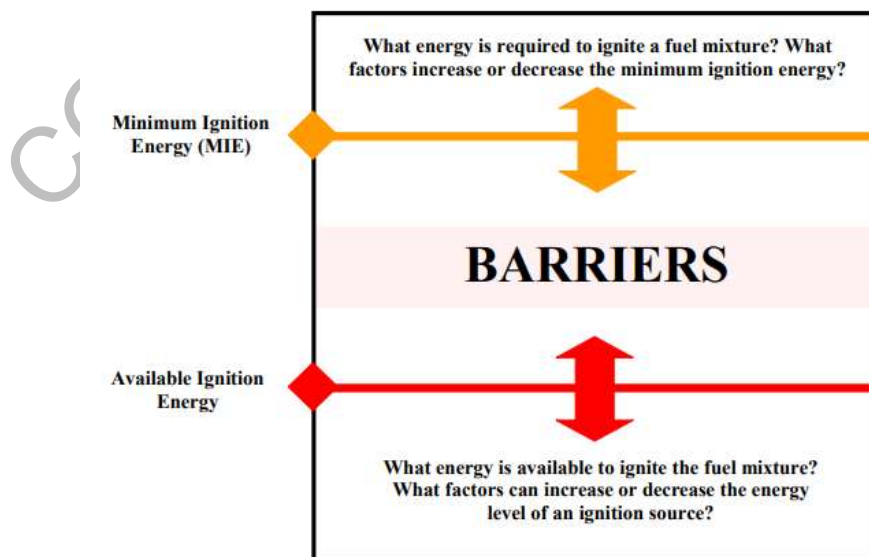 What energy is required to ignite a fuel mixture? What
factors increase or decrease the minimum ignition energy?
Minimum Ignition
Energy (MIE)
BARRIERS
Available Ignition
Energy
What energy is available to ignite the fuel mixture?
What factors can increase or decrease the energy
level of an ignition source?